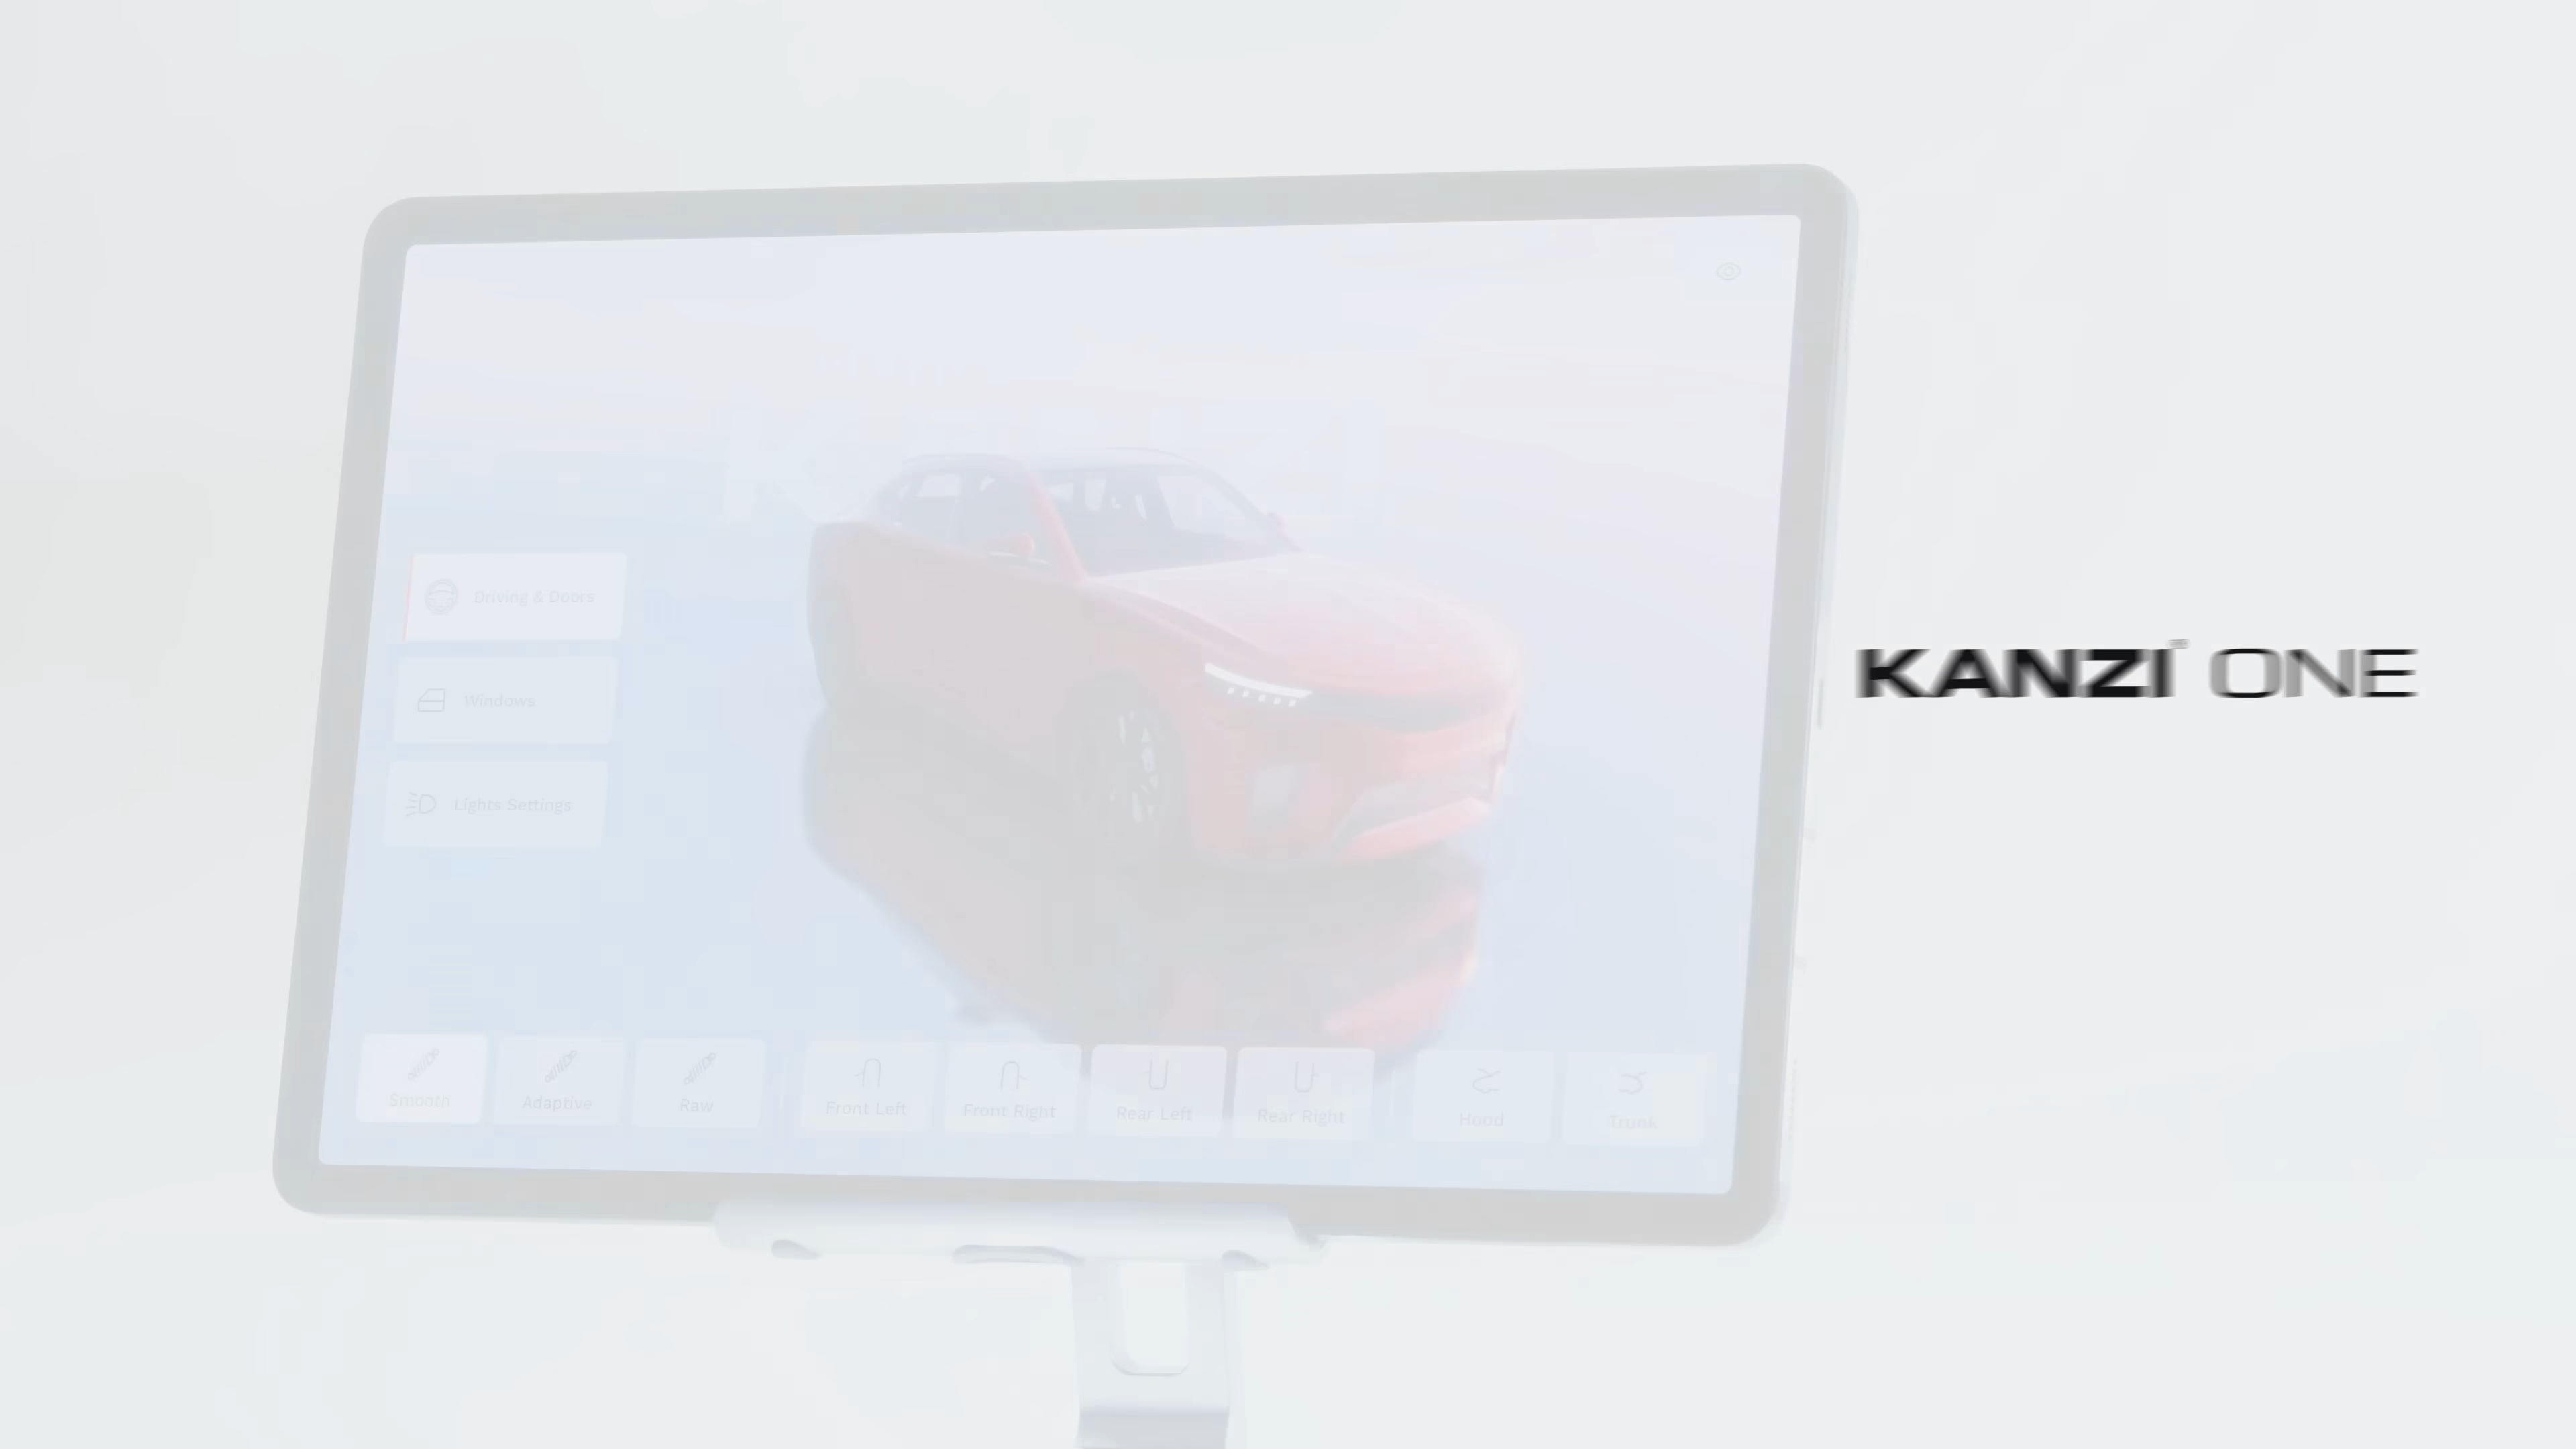 KANZI ONE
Driving & Doors
Windows
Lights Settings
Smooth
Adaptive
Raw
Front Left
Front Right
Rear Left
Rear Right
Hood
Trunk